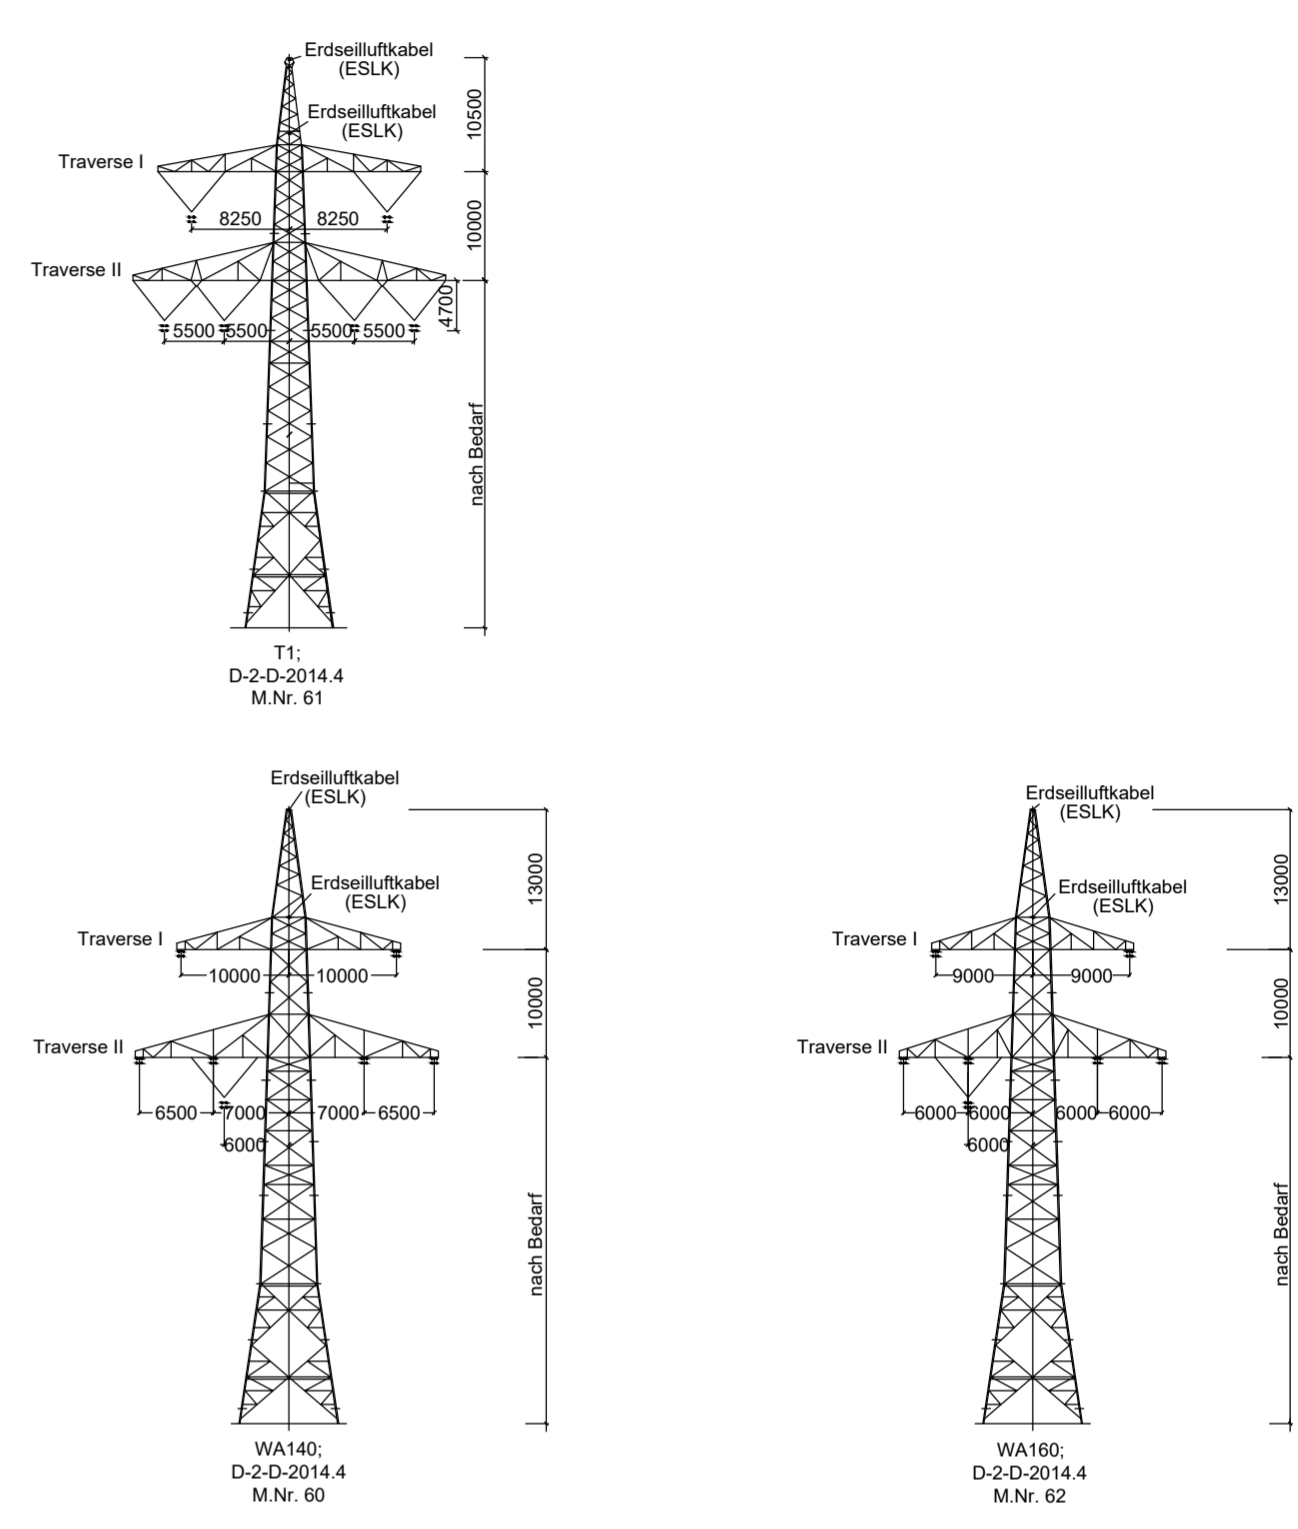 Erdseilluftkabel
(ESLK)
10500
Erdseilluftkabel
(ESLK)
Traverse I
8250 8250
10000
Traverse II
4700
5500 5500 5500 5500
nach Bedarf
T1;
D-2-D-2014.4
M.Nr. 61
Erdseilluftkabel
(ESLK)
13000
Erdseilluftkabel
(ESLK)
Traverse I
10000 10000
10000
Traverse II
6500 7000 7000 6500
6000
nach Bedarf
WA140;
D-2-D-2014.4
M.Nr. 60
Erdseilluftkabel
(ESLK)
13000
Erdseilluftkabel
(ESLK)
Traverse I
9000 9000
10000
Traverse II
6000 6000 6000 6000
6000
nach Bedarf
WA160;
D-2-D-2014.4
M.Nr. 62